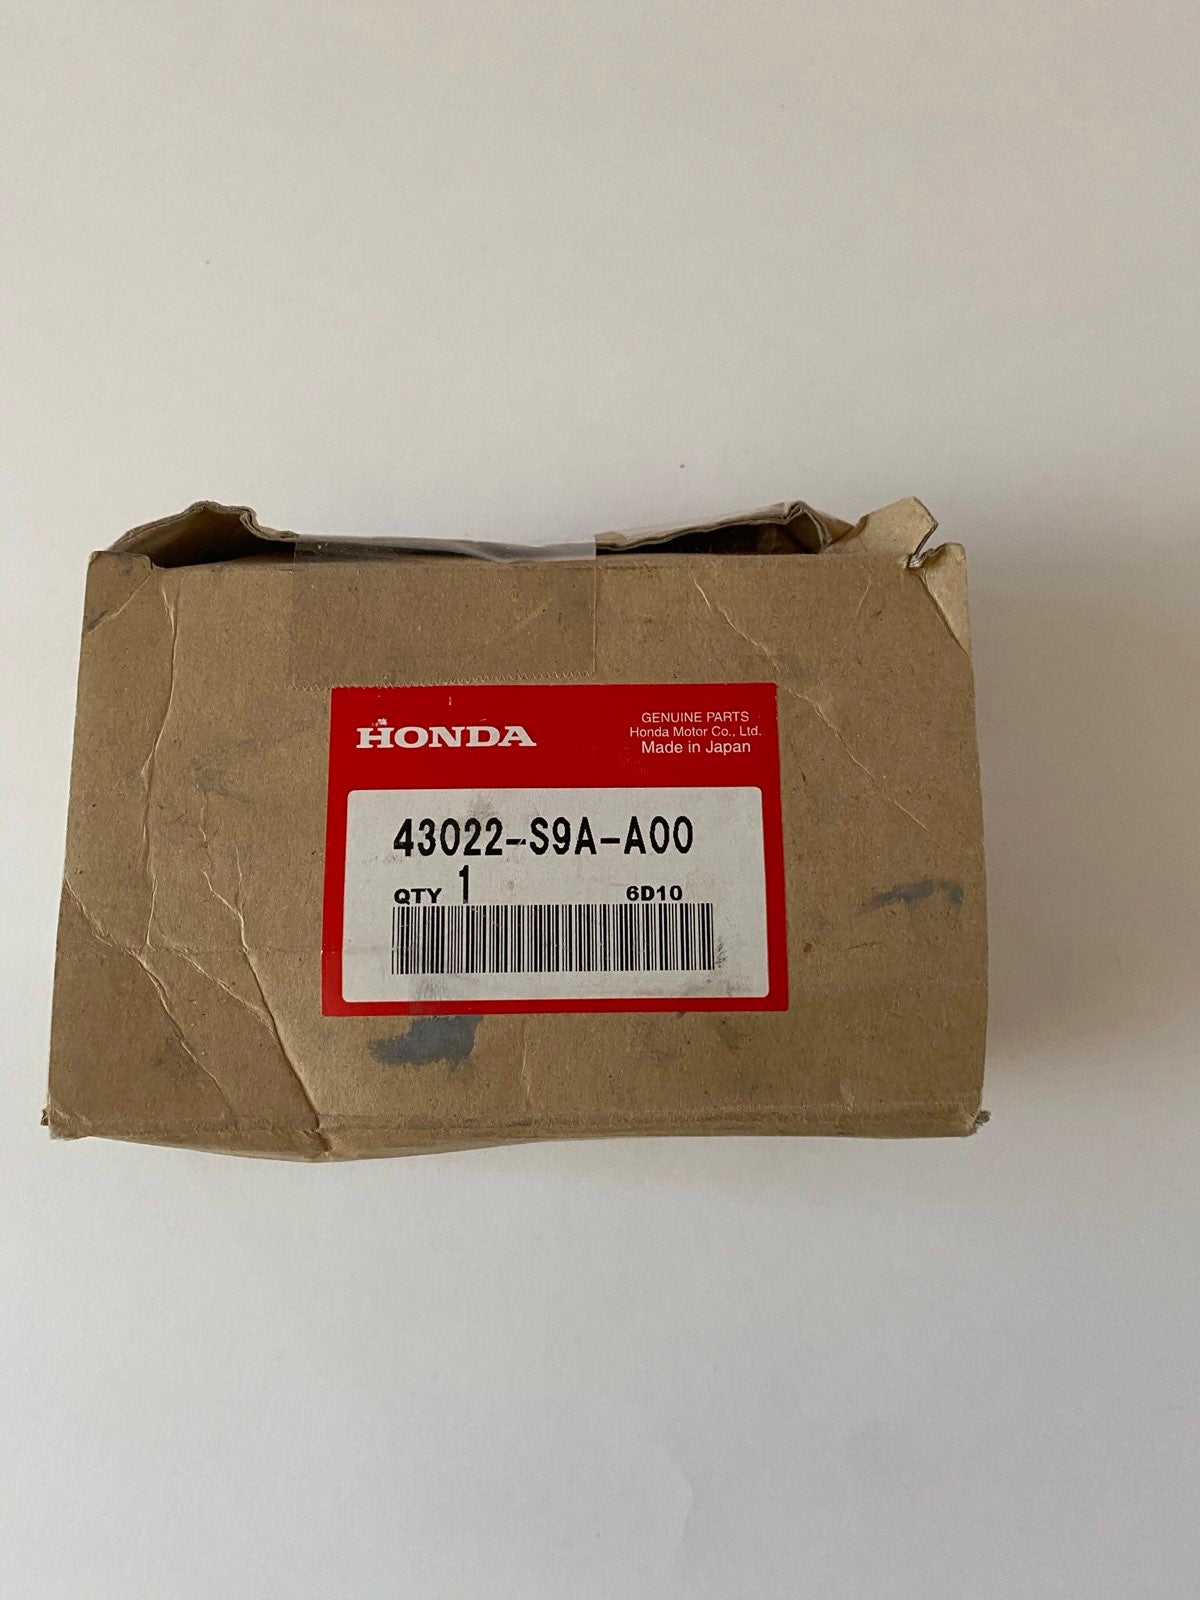 HONDA
GENUINE PARTS
Honda Motor Co., Ltd.
Made in Japan
43022-S9A-A00
QTY 1 6D10